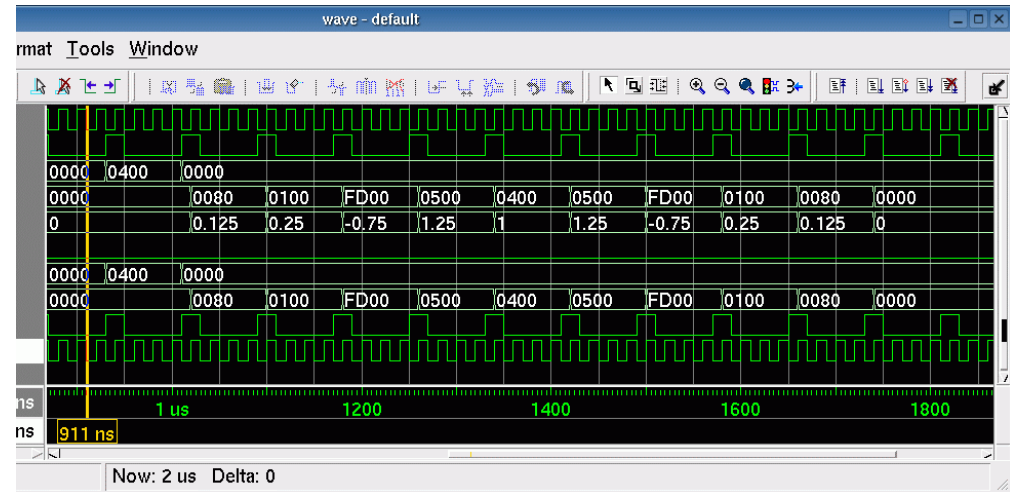 wave - default
rmat Tools Window
0000 0400 0000
0000 0080 0100 FD00 0500 0400 0500 FD00 0100 0080 0000
0 0.125 0.25 -0.75 1.25 1 1.25 -0.75 0.25 0.125 0
0000 0400 0000
0000 0080 0100 FD00 0500 0400 0500 FD00 0100 0080 0000
ns 1 us 1200 1400 1600 1800
ns 911 ns
Now: 2 us Delta: 0